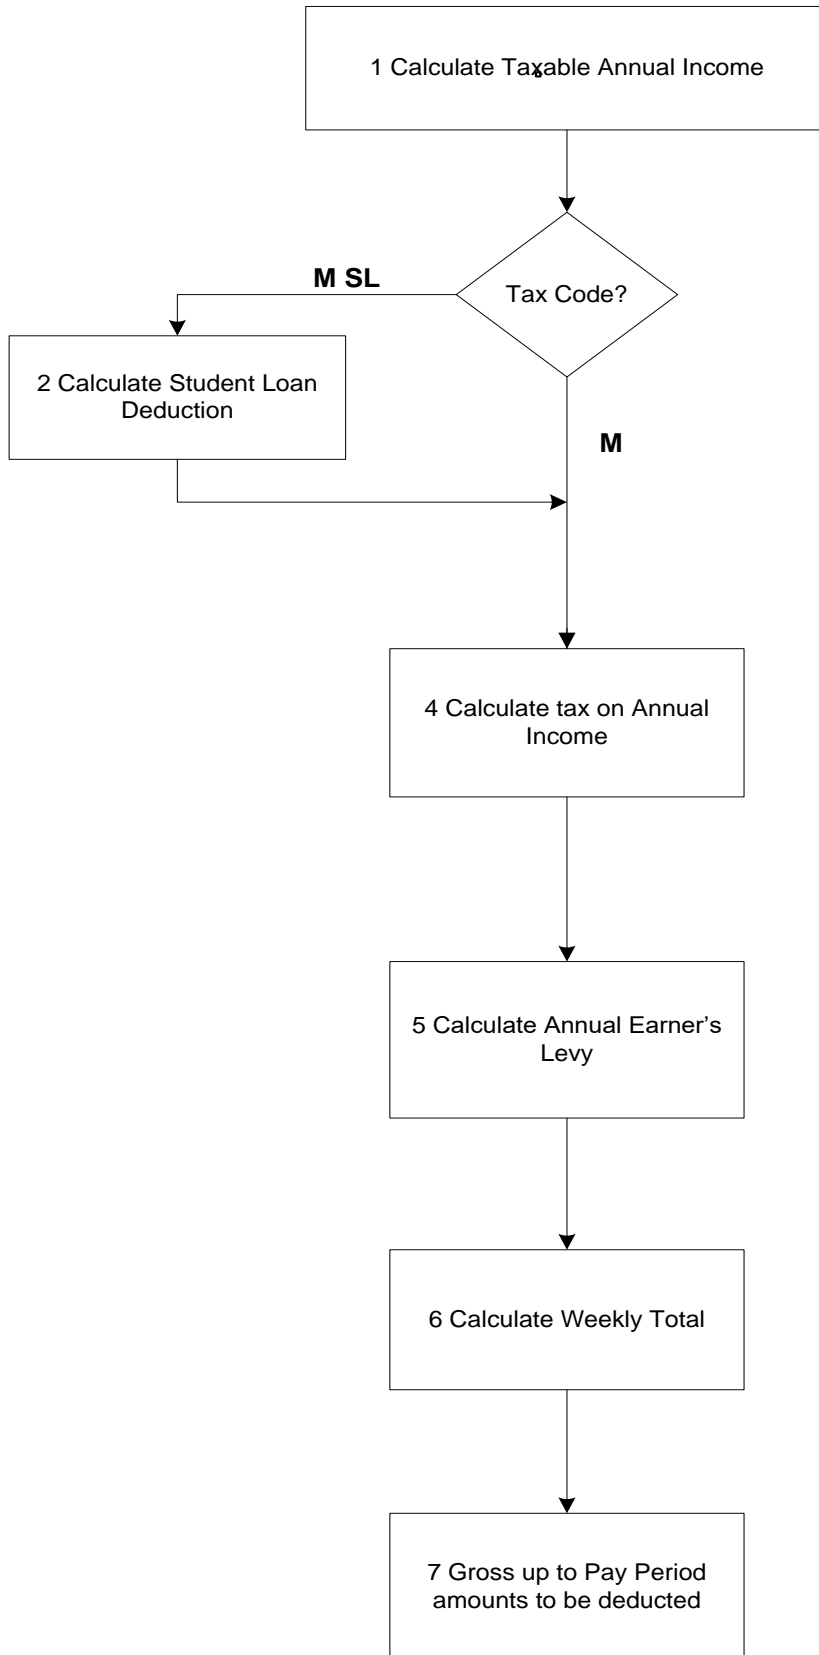 1 Calculate Taxable Annual Income
M SL
Tax Code?
2 Calculate Student Loan
Deduction
M
4 Calculate tax on Annual
Income
5 Calculate Annual Earner’s
Levy
6 Calculate Weekly Total
7 Gross up to Pay Period
amounts to be deducted